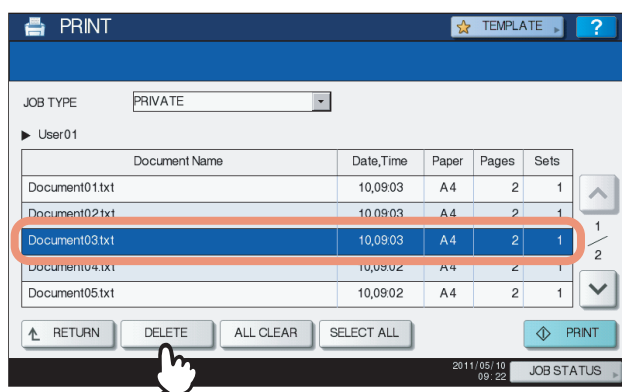 PRINT TEMPLATE ?
JOB TYPE PRIVATE
User01
Document Name Date,Time Paper Pages Sets
Document01.txt 10,09:03 A4 2 1
Document02.txt 10,09:03 A4 2 1
Document03.txt 10,09:03 A4 2 1
Document04.txt 10,09:02 A4 2 1
Document05.txt 10,09:02 A4 2 1
1
2
RETURN DELETE ALL CLEAR SELECT ALL PRINT
2011/05/10
09:22 JOB STATUS